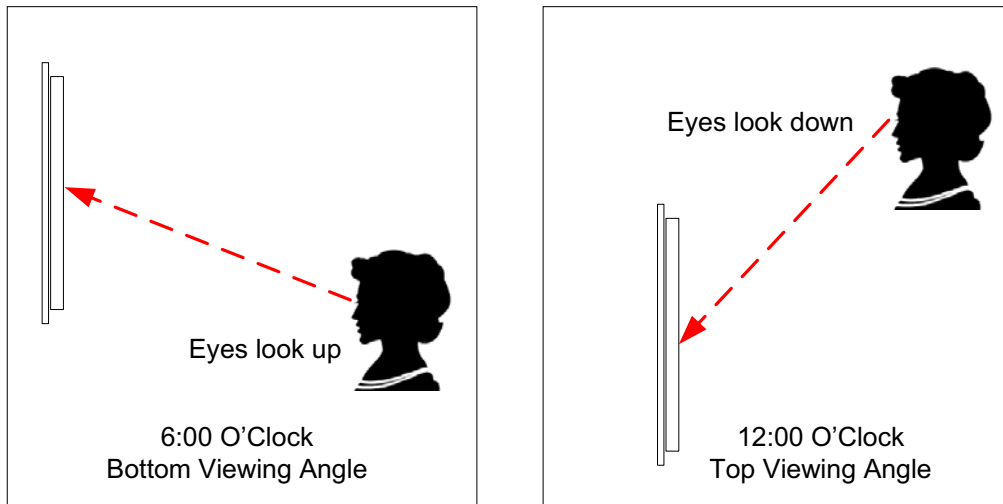 Eyes look up
6:00 O’Clock
Bottom Viewing Angle
Eyes look down
12:00 O’Clock
Top Viewing Angle